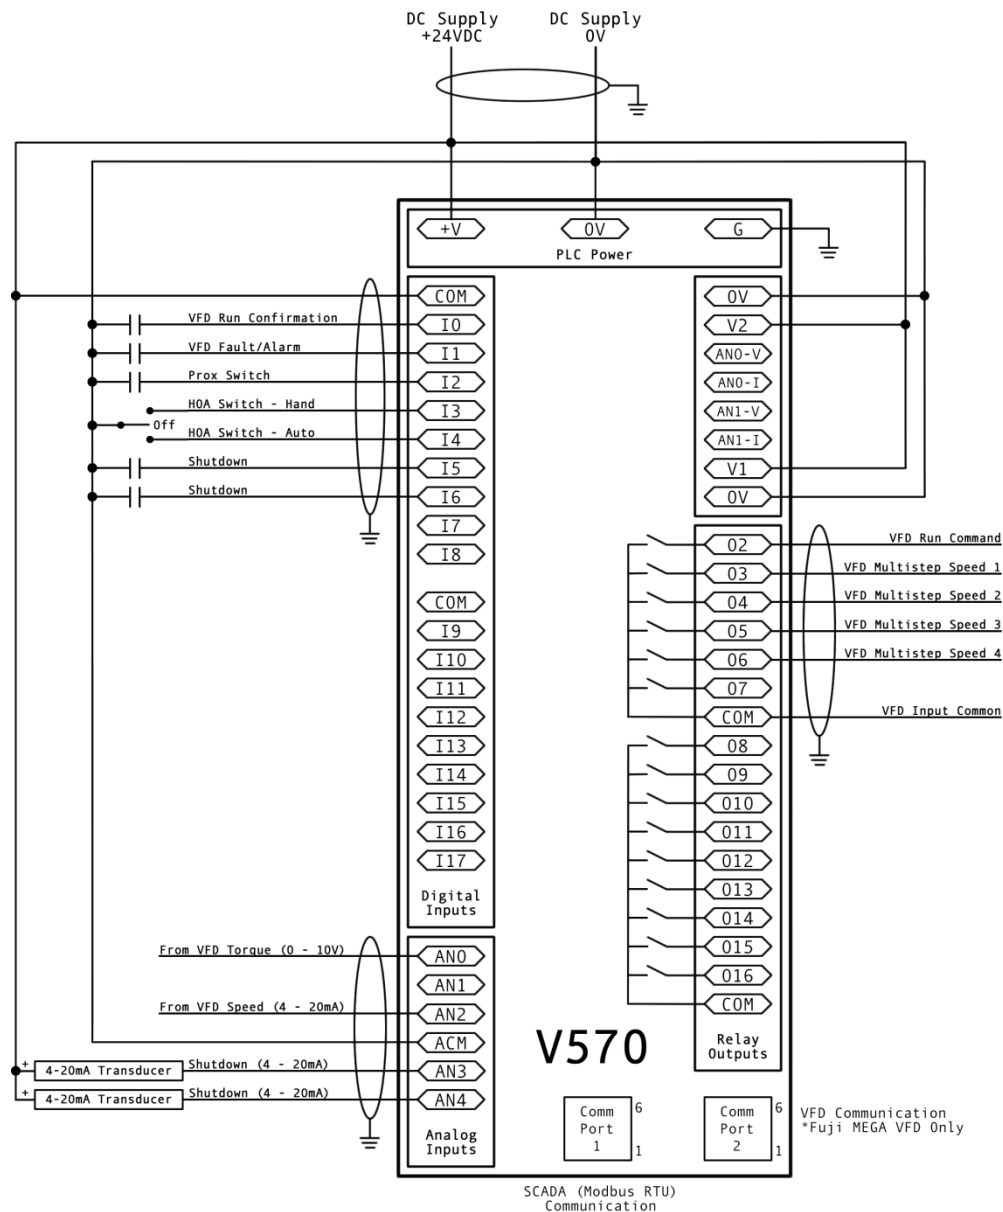 DC Supply
+24VDC
DC Supply
0V
+V
0V
G
PLC Power
COM
VFD Run Confirmation
I0
VFD Fault/Alarm
I1
Prox Switch
I2
HOA Switch - Hand
I3
Off
HOA Switch - Auto
I4
Shutdown
I5
Shutdown
I6
I7
I8
COM
I9
I10
I11
I12
I13
I14
I15
I16
I17
Digital
Inputs
From VFD Torque (0 - 10V)
AN0
AN1
From VFD Speed (4 - 20mA)
AN2
ACM
+
4-20mA Transducer
Shutdown (4 - 20mA)
AN3
+
4-20mA Transducer
Shutdown (4 - 20mA)
AN4
Analog
Inputs
0V
V2
AN0-V
AN0-I
AN1-V
AN1-I
V1
0V
O2
VFD Run Command
O3
VFD Multistep Speed 1
O4
VFD Multistep Speed 2
O5
VFD Multistep Speed 3
O6
VFD Multistep Speed 4
O7
COM
VFD Input Common
O8
O9
O10
O11
O12
O13
O14
O15
O16
COM
Relay
Outputs
V570
Comm
Port
1
6
1
Comm
Port
2
6
1
VFD Communication
*Fuji MEGA VFD Only
SCADA (Modbus RTU)
Communication